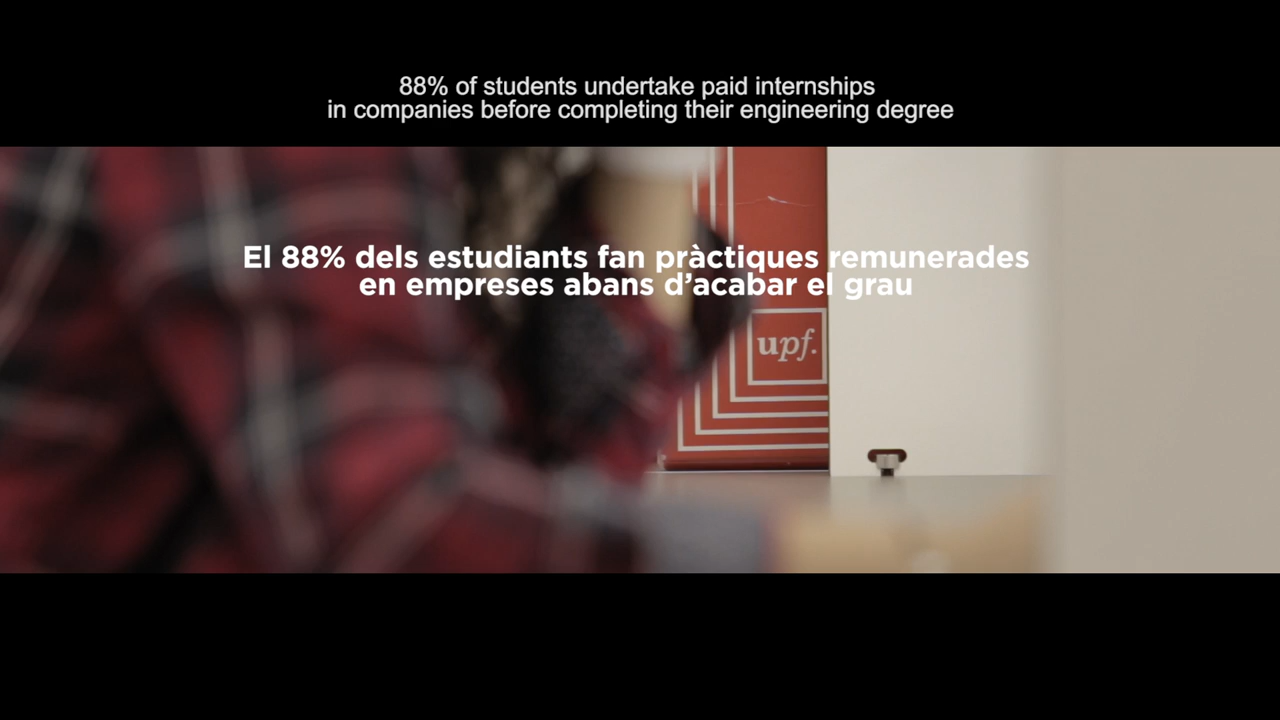 88% of students undertake paid internships
in companies before completing their engineering degree
El 88% dels estudiants fan pràctiques remunerades
en empreses abans d’acabar el grau
upf.